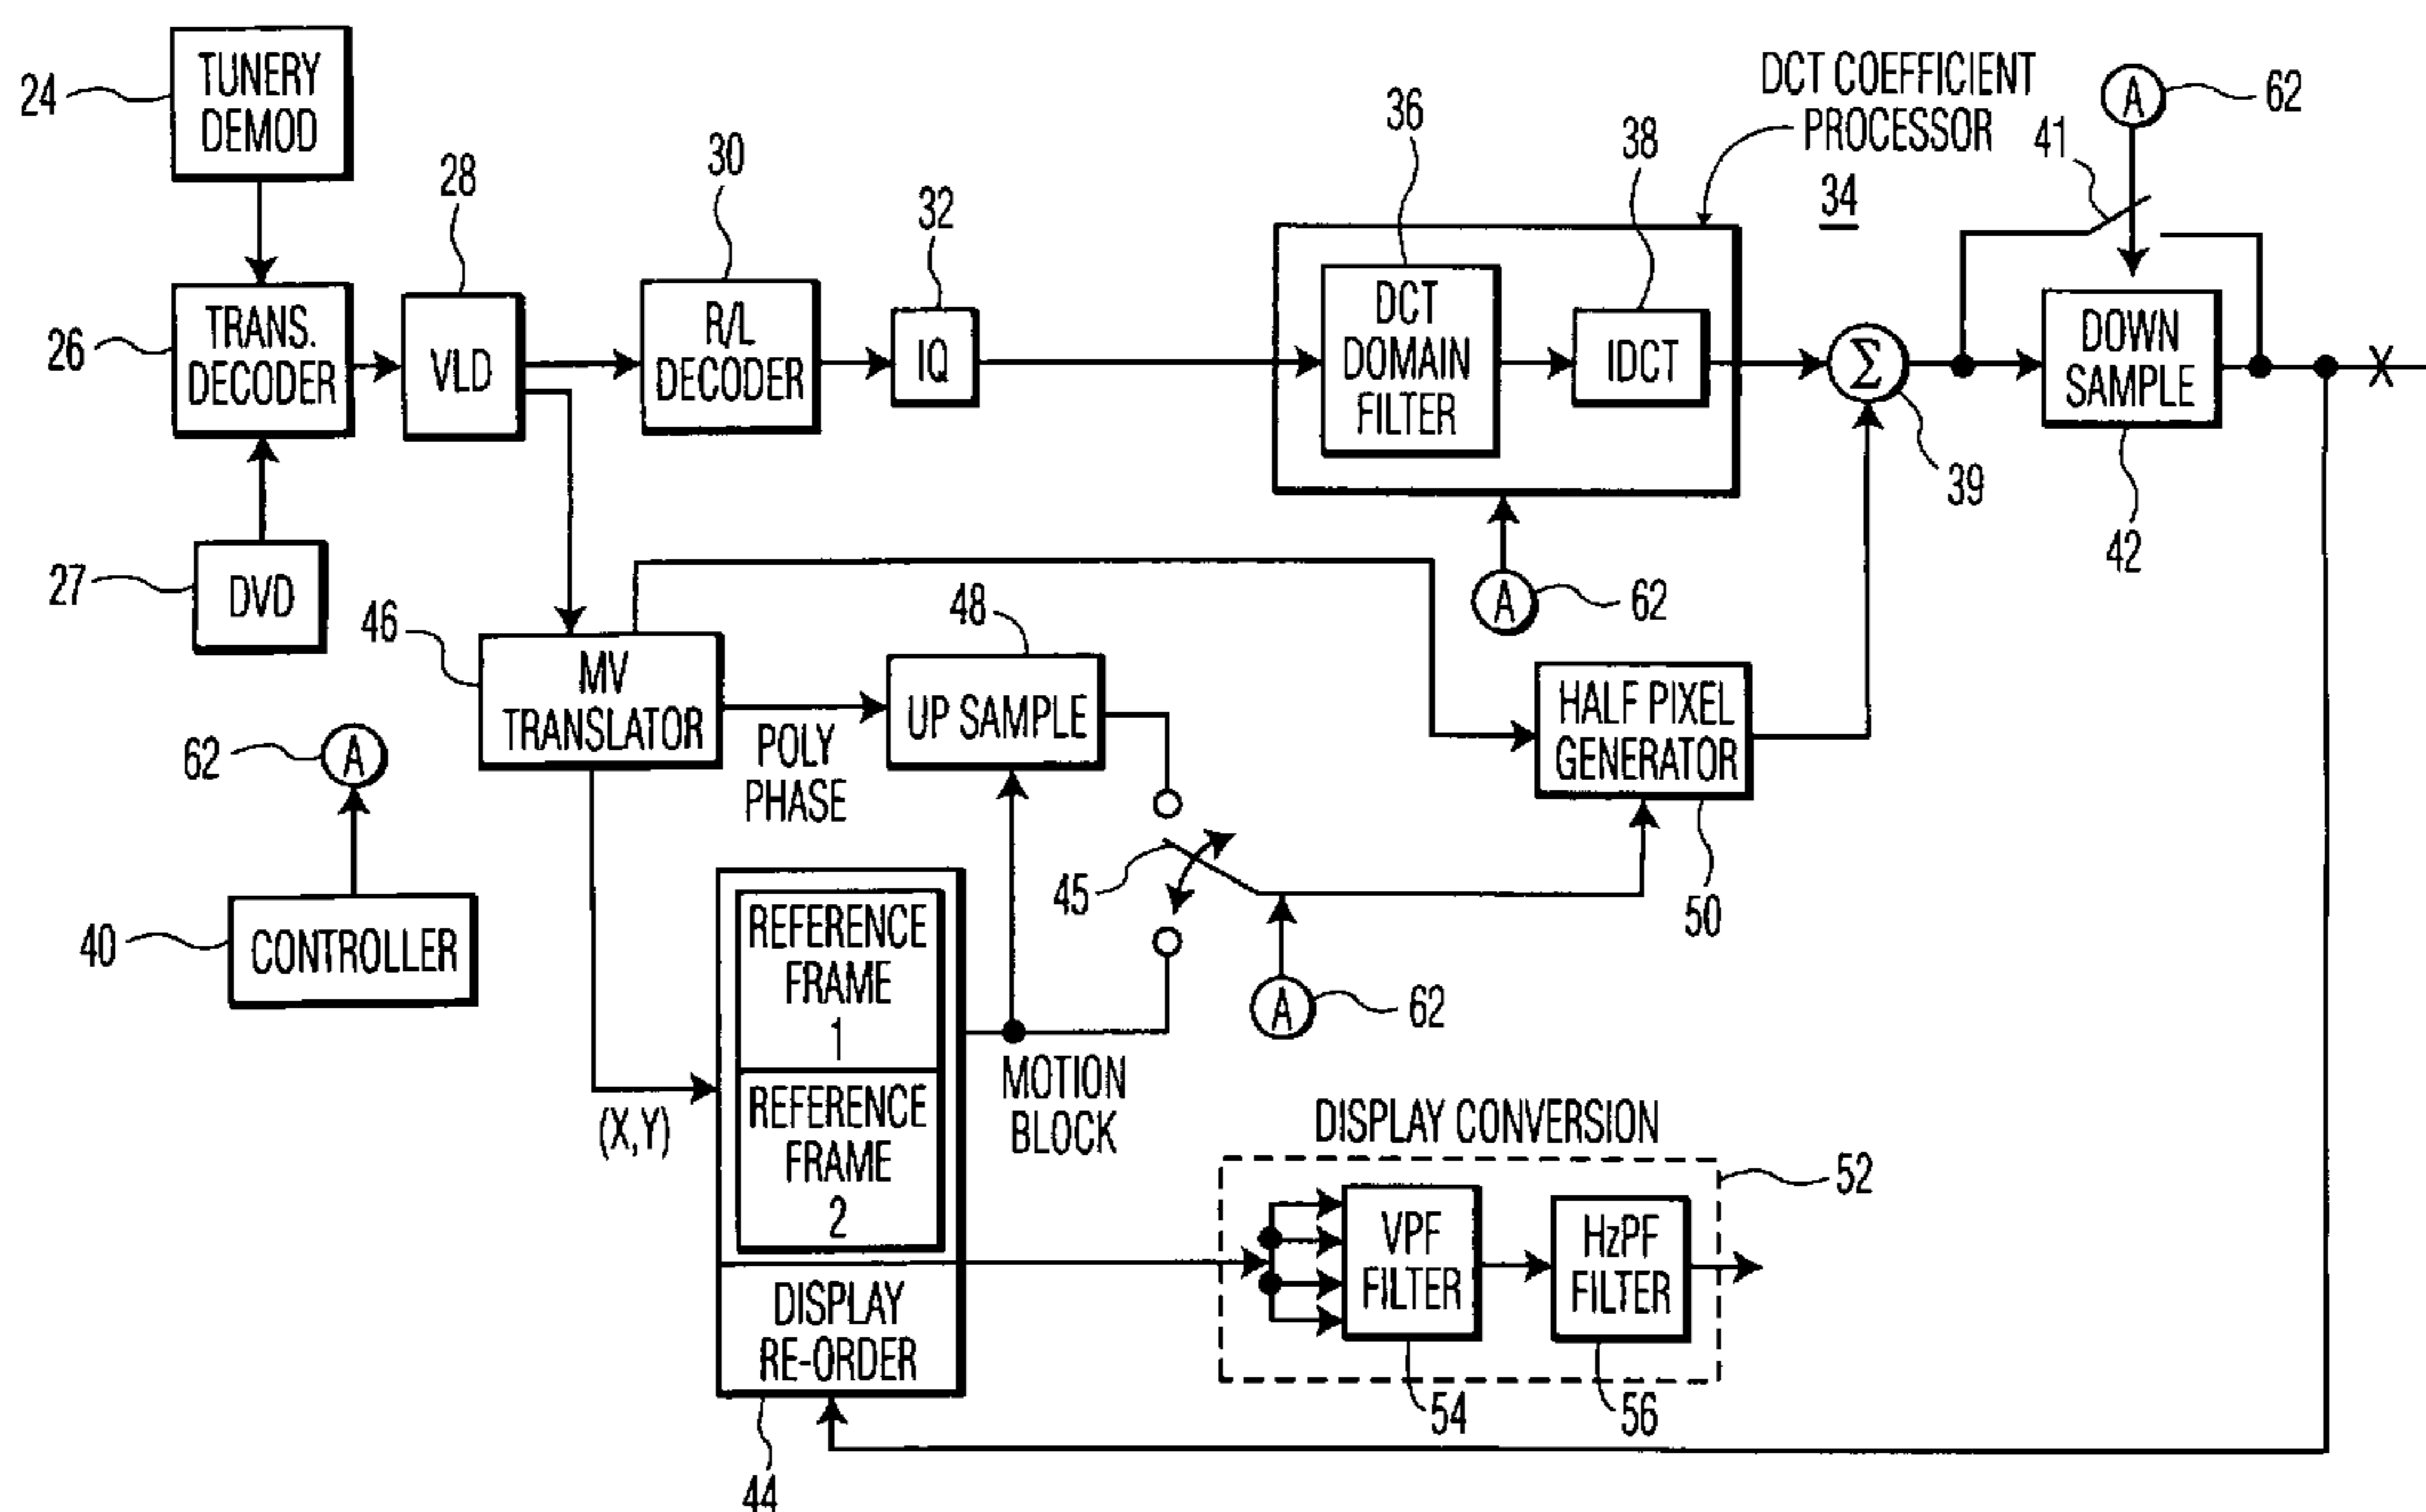 24
TUNERY
DEMOD
26
TRANS.
DECODER
27
DVD
28
VLD
30
R/L
DECODER
32
IQ
36
DCT
DOMAIN
FILTER
38
IDCT
DCT COEFFICIENT
PROCESSOR
34
A
62
41
Σ
39
DOWN
SAMPLE
42
X
A
62
46
MV
TRANSLATOR
POLY
PHASE
48
UP SAMPLE
HALF PIXEL
GENERATOR
50
62
A
40
CONTROLLER
45
A
62
REFERENCE
FRAME
1
REFERENCE
FRAME
2
DISPLAY
RE-ORDER
44
(X,Y)
MOTION
BLOCK
DISPLAY CONVERSION
52
VPF
FILTER
54
HzPF
FILTER
56